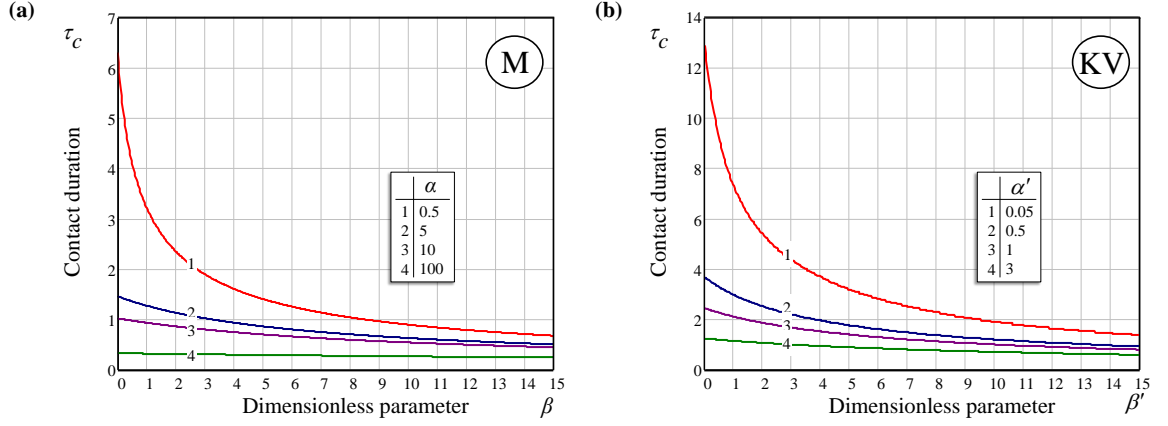 (a)
7
6
5
4
3
2
1
0
τc
Contact duration
M
α
1 0.5
2 5
3 10
4 100
1
2
3
4
0 1 2 3 4 5 6 7 8 9 10 11 12 13 14 15
Dimensionless parameter β
(b)
14
12
10
8
6
4
2
0
τc
Contact duration
KV
α′
1 0.05
2 0.5
3 1
4 3
1
2
3
4
0 1 2 3 4 5 6 7 8 9 10 11 12 13 14 15
Dimensionless parameter β′